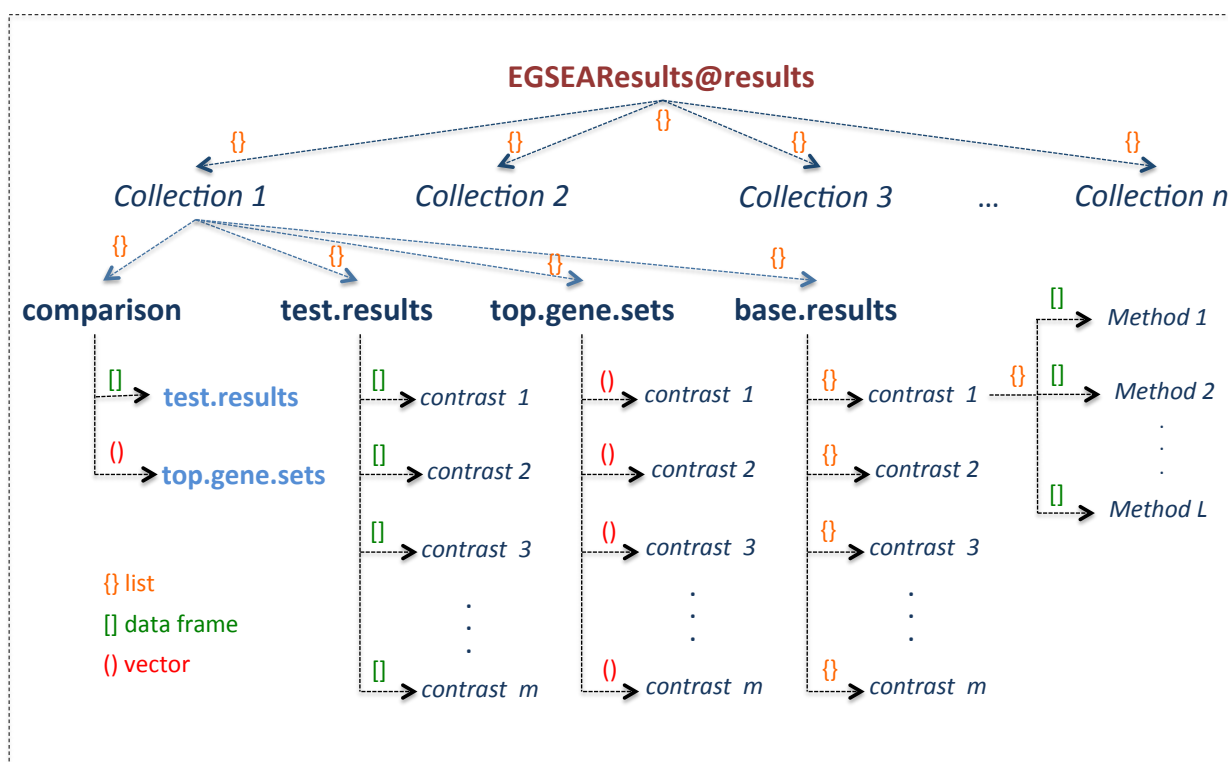 EGSEAResults@results
{} {} {} {} {}
Collection 1 Collection 2 Collection 3 ... Collection n
{} {} {} {}
comparison test.results top.gene.sets base.results
[] test.results
() top.gene.sets
[] contrast 1
[] contrast 2
[] contrast 3
.
.
.
[] contrast m
() contrast 1
() contrast 2
() contrast 3
.
.
.
() contrast m
{} contrast 1
{} contrast 2
{} contrast 3
.
.
.
{} contrast m
{}
[] Method 1
[] Method 2
.
.
.
[] Method L
{} list
[] data frame
() vector